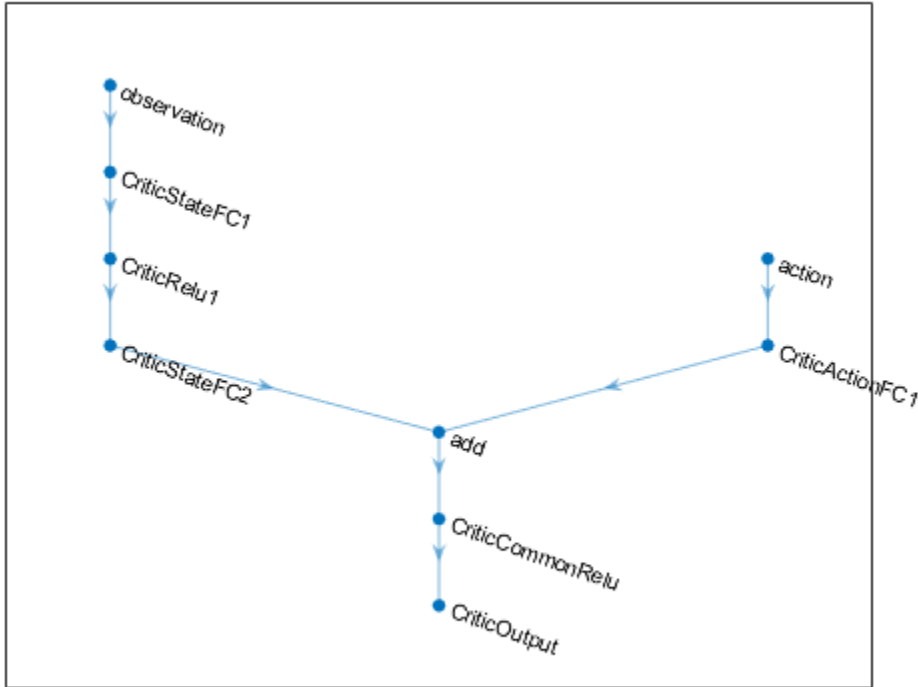 observation
CriticStateFC1
CriticRelu1
action
CriticStateFC2
CriticActionFC1
add
CriticCommonRelu
CriticOutput